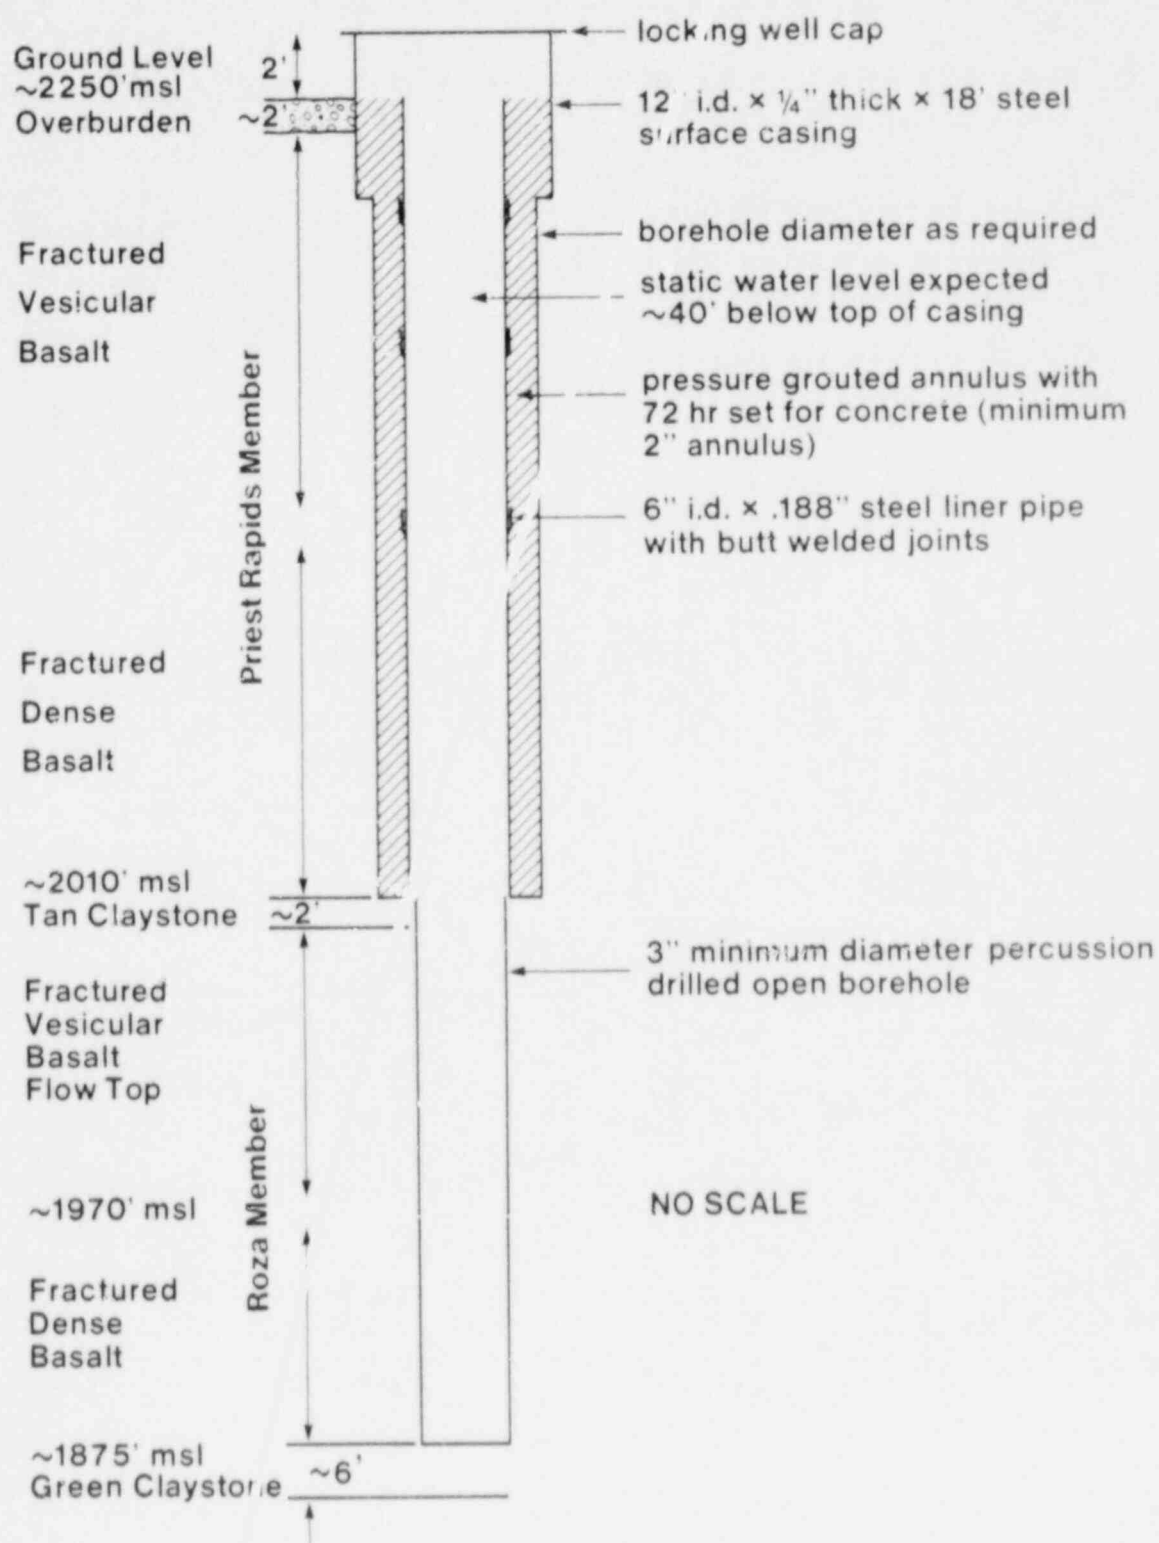 Ground Level
~2250' msl
Overburden
2'
~2'
Fractured
Vesicular
Basalt
Priest Rapids Member
Fractured
Dense
Basalt
~2010' msl
Tan Claystone
~2'
Fractured
Vesicular
Basalt
Flow Top
Roza Member
~1970' msl
Fractured
Dense
Basalt
~1875' msl
Green Claystone
~6'
locking well cap
12" i.d. × ¼" thick × 18' steel
surface casing
borehole diameter as required
static water level expected
~40' below top of casing
pressure grouted annulus with
72 hr set for concrete (minimum
2" annulus)
6" i.d. × .188" steel liner pipe
with butt welded joints
3" minimum diameter percussion
drilled open borehole
NO SCALE